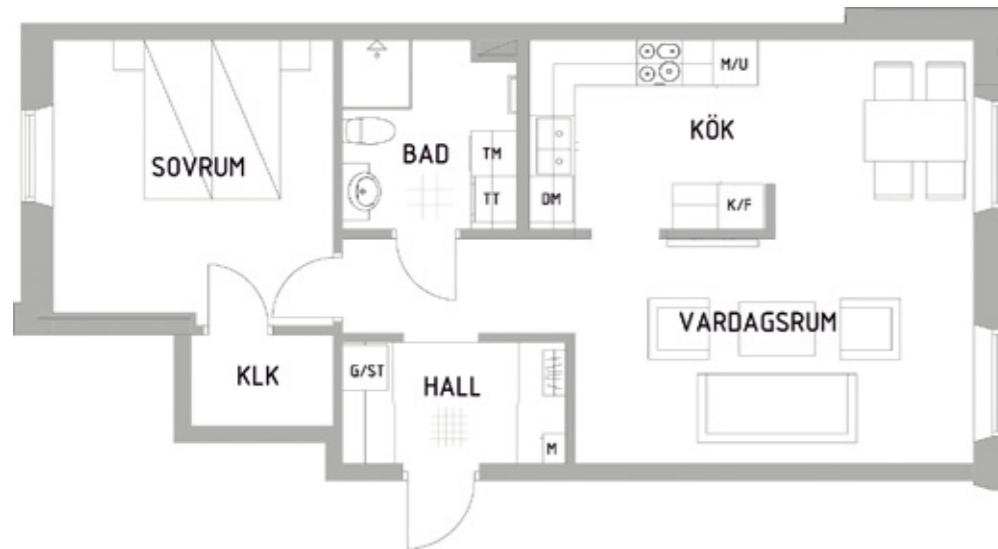 M/U
KÖK
BAD
TM
SOVRUM
TT
DM
K/F
VARDAGSRUM
G/ST
KLK
HALL
M